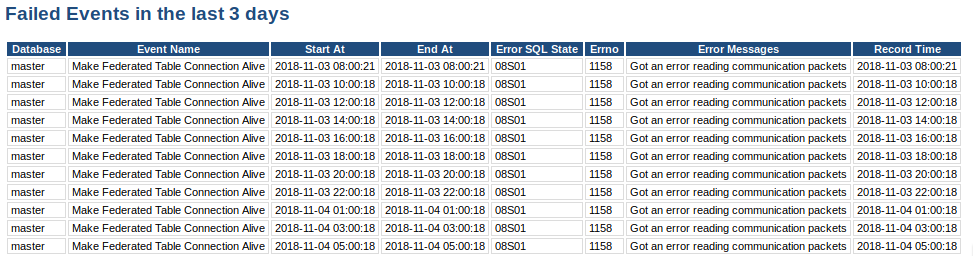 Failed Events in the last 3 days
Database Event Name Start At End At Error SQL State Errno Error Messages Record Time
master Make Federated Table Connection Alive 2018-11-03 08:00:21 2018-11-03 08:00:21 08S01 1158 Got an error reading communication packets 2018-11-03 08:00:21
master Make Federated Table Connection Alive 2018-11-03 10:00:18 2018-11-03 10:00:18 08S01 1158 Got an error reading communication packets 2018-11-03 10:00:18
master Make Federated Table Connection Alive 2018-11-03 12:00:18 2018-11-03 12:00:18 08S01 1158 Got an error reading communication packets 2018-11-03 12:00:18
master Make Federated Table Connection Alive 2018-11-03 14:00:18 2018-11-03 14:00:18 08S01 1158 Got an error reading communication packets 2018-11-03 14:00:18
master Make Federated Table Connection Alive 2018-11-03 16:00:18 2018-11-03 16:00:18 08S01 1158 Got an error reading communication packets 2018-11-03 16:00:18
master Make Federated Table Connection Alive 2018-11-03 18:00:18 2018-11-03 18:00:18 08S01 1158 Got an error reading communication packets 2018-11-03 18:00:18
master Make Federated Table Connection Alive 2018-11-03 20:00:18 2018-11-03 20:00:18 08S01 1158 Got an error reading communication packets 2018-11-03 20:00:18
master Make Federated Table Connection Alive 2018-11-03 22:00:18 2018-11-03 22:00:18 08S01 1158 Got an error reading communication packets 2018-11-03 22:00:18
master Make Federated Table Connection Alive 2018-11-04 01:00:18 2018-11-04 01:00:18 08S01 1158 Got an error reading communication packets 2018-11-04 01:00:18
master Make Federated Table Connection Alive 2018-11-04 03:00:18 2018-11-04 03:00:18 08S01 1158 Got an error reading communication packets 2018-11-04 03:00:18
master Make Federated Table Connection Alive 2018-11-04 05:00:18 2018-11-04 05:00:18 08S01 1158 Got an error reading communication packets 2018-11-04 05:00:18